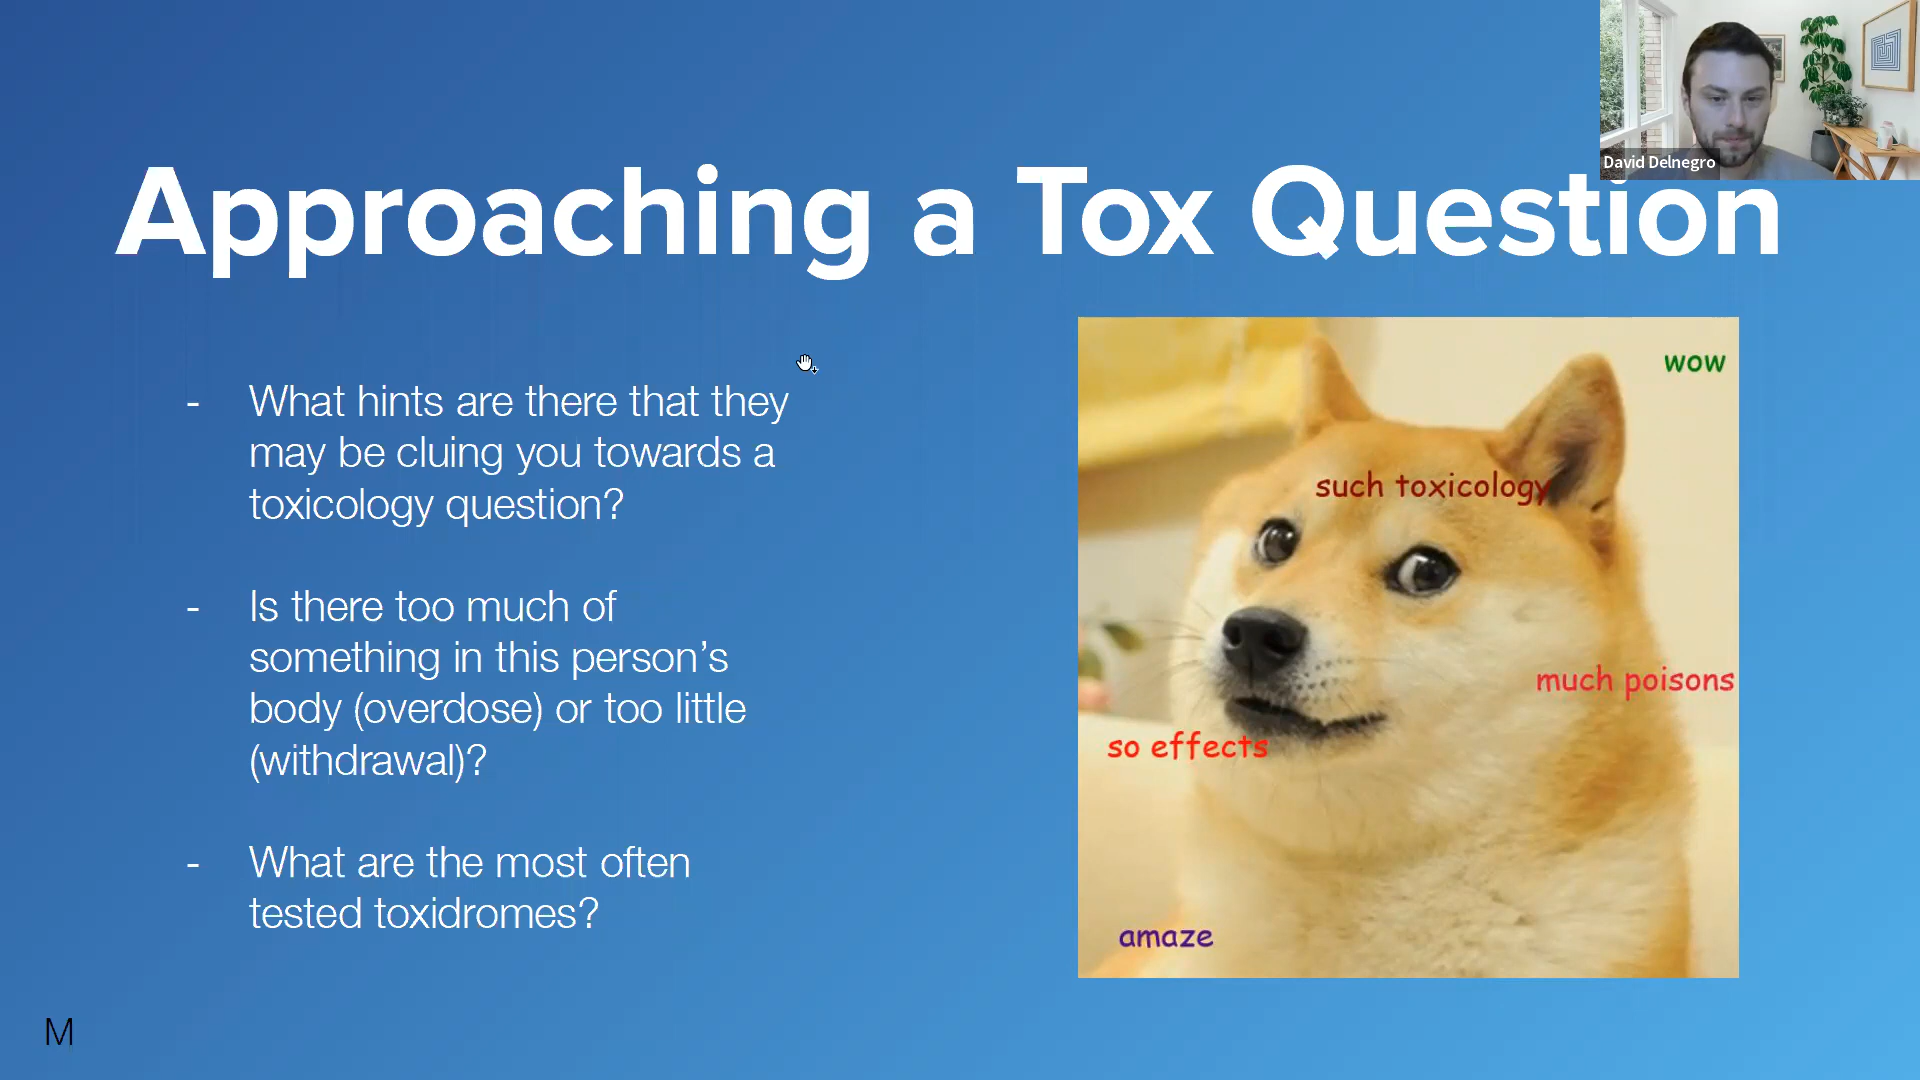 David Delnegro
Approaching a Tox Question
- What hints are there that they
may be cluing you towards a
toxicology question?
- Is there too much of
something in this person’s
body (overdose) or too little
(withdrawal)?
- What are the most often
tested toxidromes?
wow
such toxicology
much poisons
so effects
amaze
M